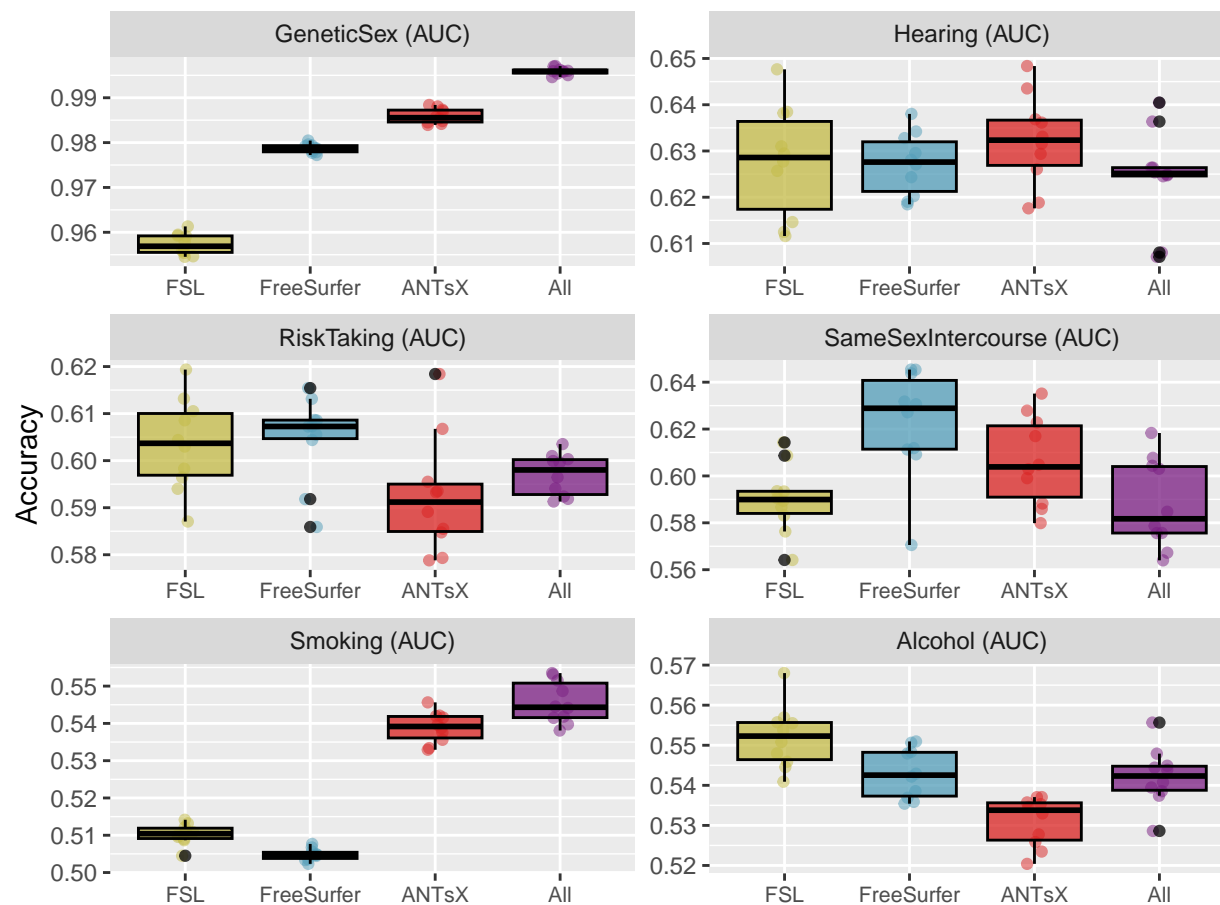 Accuracy
GeneticSex (AUC)
0.99
0.98
0.97
0.96
FSL FreeSurfer ANTsX All
Hearing (AUC)
0.65
0.64
0.63
0.62
0.61
FSL FreeSurfer ANTsX All
RiskTaking (AUC)
0.62
0.61
0.60
0.59
0.58
FSL FreeSurfer ANTsX All
SameSexIntercourse (AUC)
0.64
0.62
0.60
0.58
0.56
FSL FreeSurfer ANTsX All
Smoking (AUC)
0.55
0.54
0.53
0.52
0.51
0.50
FSL FreeSurfer ANTsX All
Alcohol (AUC)
0.57
0.56
0.55
0.54
0.53
0.52
FSL FreeSurfer ANTsX All